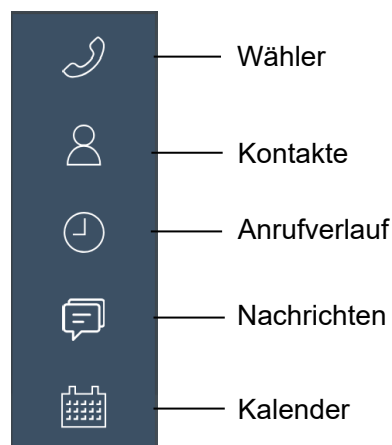 Wähler
Kontakte
Anrufverlauf
Nachrichten
Kalender